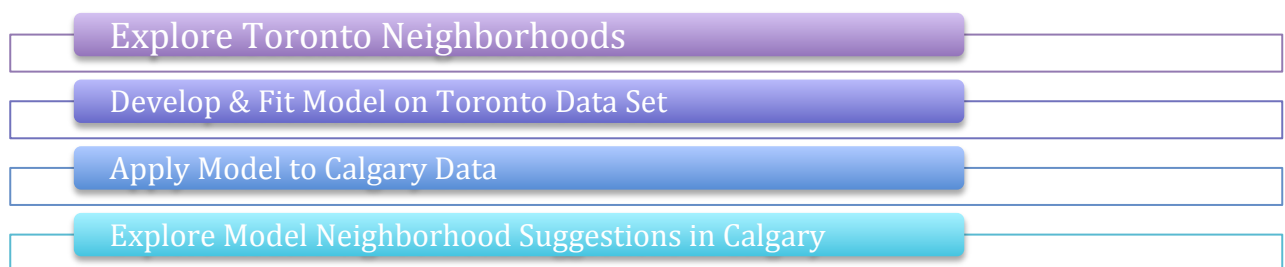 Explore Toronto Neighborhoods
Develop & Fit Model on Toronto Data Set
Apply Model to Calgary Data
Explore Model Neighborhood Suggestions in Calgary